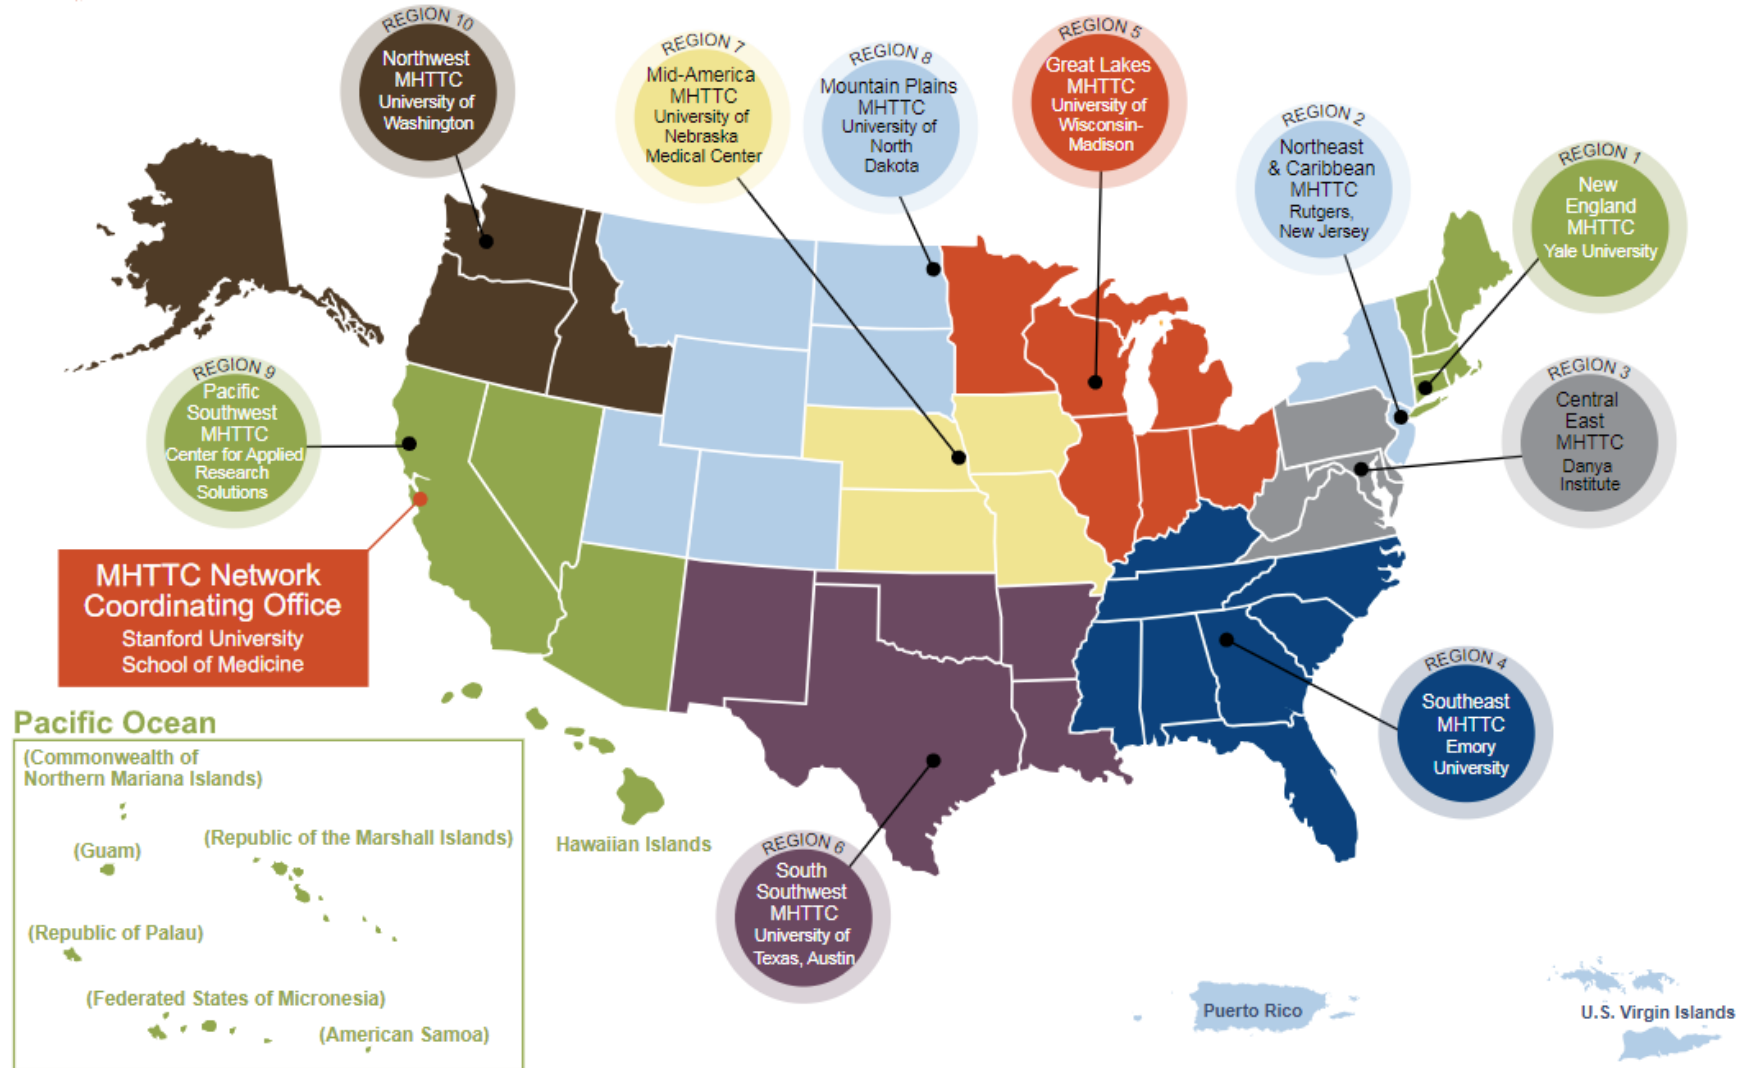 REGION 10
Northwest
MHTTC
University of
Washington
REGION 7
Mid-America
MHTTC
University of
Nebraska
Medical Center
REGION 8
Mountain Plains
MHTTC
University of
North
Dakota
REGION 5
Great Lakes
MHTTC
University of
Wisconsin-
Madison
REGION 2
Northeast
& Caribbean
MHTTC
Rutgers,
New Jersey
REGION 1
New
England
MHTTC
Yale University
REGION 9
Pacific
Southwest
MHTTC
Center for Applied
Research
Solutions
REGION 3
Central
East
MHTTC
Danya
Institute
MHTTC Network
Coordinating Office
Stanford University
School of Medicine
REGION 4
Southeast
MHTTC
Emory
University
Pacific Ocean
(Commonwealth of
Northern Mariana Islands)
(Guam)
(Republic of the Marshall Islands)
(Republic of Palau)
(Federated States of Micronesia)
(American Samoa)
Hawaiian Islands
REGION 6
South
Southwest
MHTTC
University of
Texas, Austin
Puerto Rico
U.S. Virgin Islands